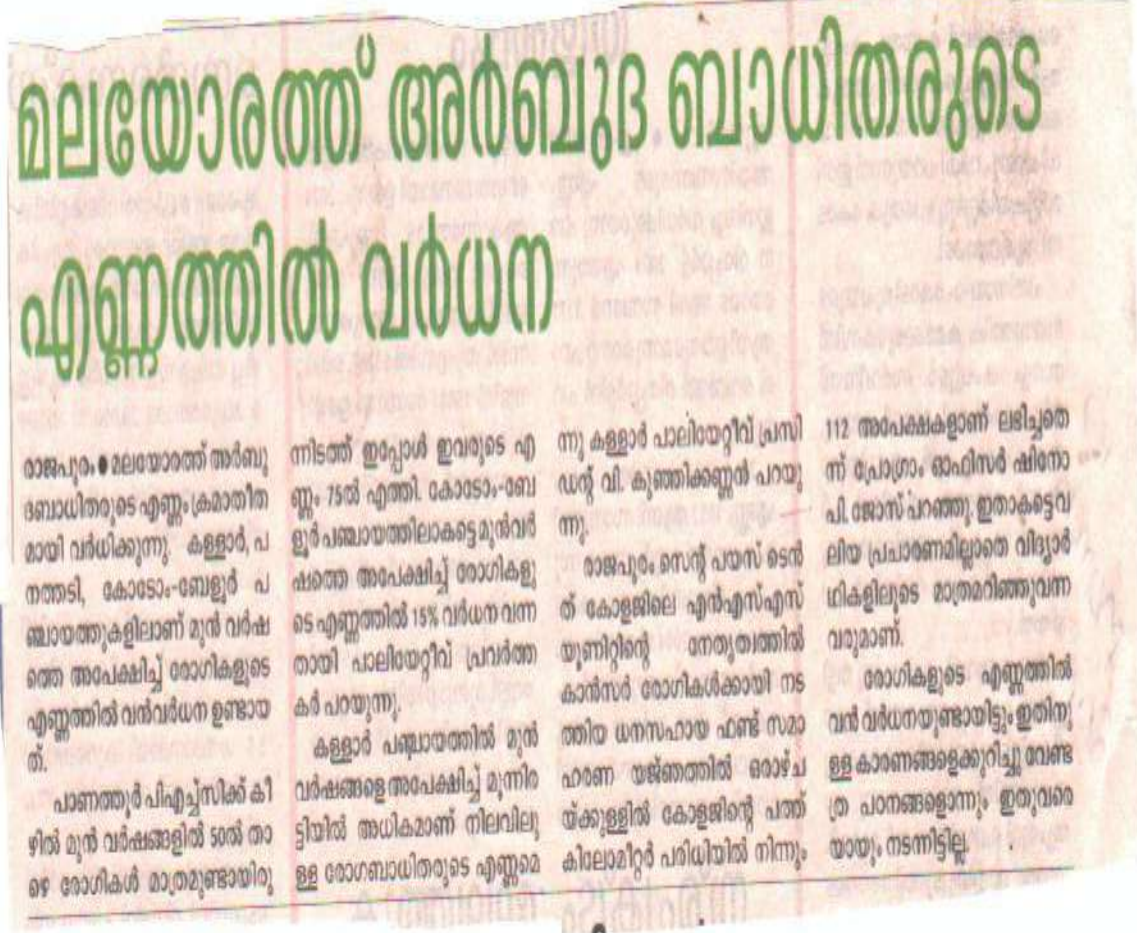 മലയോരത്ത് അർബുദ ബാധിതരുടെ
എണ്ണത്തിൽ വർധന
രാജപുരം ● മലയോരത്ത് അർബു
ദബാധിതരുടെ എണ്ണം ക്രമാതീത
മായി വർധിക്കുന്നു. കള്ളാർ, പ
നത്തടി, കോടോം-ബേളൂർ പ
ഞ്ചായത്തുകളിലാണ് മുൻ വർഷ
ത്തെ അപേക്ഷിച്ച് രോഗികളുടെ
എണ്ണത്തിൽ വൻവർധന ഉണ്ടായ
ത്.
പാണത്തൂർ പിഎച്ച്സിക്ക് കീ
ഴിൽ മുൻ വർഷങ്ങളിൽ 50ൽ താ
ഴെ രോഗികൾ മാത്രമുണ്ടായിരു
ന്നിടത്ത് ഇപ്പോൾ ഇവരുടെ എ
ണ്ണം 75ൽ എത്തി. കോടോം-ബേ
ളൂർ പഞ്ചായത്തിലാകട്ടെ മുൻവർ
ഷത്തെ അപേക്ഷിച്ച് രോഗികളു
ടെ എണ്ണത്തിൽ 15% വർധന വന്ന
തായി പാലിയേറ്റീവ് പ്രവർത്ത
കർ പറയുന്നു.
കള്ളാർ പഞ്ചായത്തിൽ മുൻ
വർഷങ്ങളെ അപേക്ഷിച്ച് മൂന്നിര
ട്ടിയിൽ അധികമാണ് നിലവിലു
ള്ള രോഗബാധിതരുടെ എണ്ണമെ
ന്നു കള്ളാർ പാലിയേറ്റീവ് പ്രസി
ഡന്റ് വി. കുഞ്ഞിക്കണ്ണൻ പറയു
ന്നു.
രാജപുരം സെന്റ് പയസ് ടെൻ
ത് കോളജിലെ എൻഎസ്എസ്
യൂണിറ്റിന്റെ നേതൃത്വത്തിൽ
കാൻസർ രോഗികൾക്കായി നട
ത്തിയ ധനസഹായ ഫണ്ട് സമാ
ഹരണ യജ്ഞത്തിൽ ഒരാഴ്ച
യ്ക്കുള്ളിൽ കോളജിന്റെ പത്ത്
കിലോമീറ്റർ പരിധിയിൽ നിന്നും
112 അപേക്ഷകളാണ് ലഭിച്ചതെ
ന്ന് പ്രോഗ്രാം ഓഫിസർ ഷിനോ
പി. ജോസ് പറഞ്ഞു. ഇതാകട്ടെ വ
ലിയ പ്രചാരണമില്ലാതെ വിദ്യാർ
ഥികളിലൂടെ മാത്രമറിഞ്ഞുവന്ന
വരുമാണ്.
രോഗികളുടെ എണ്ണത്തിൽ
വൻ വർധനയുണ്ടായിട്ടും ഇതിനു
ള്ള കാരണങ്ങളെക്കുറിച്ചു വേണ്ട
ത്ര പഠനങ്ങളൊന്നും ഇതുവരെ
യായും നടന്നിട്ടില്ല.